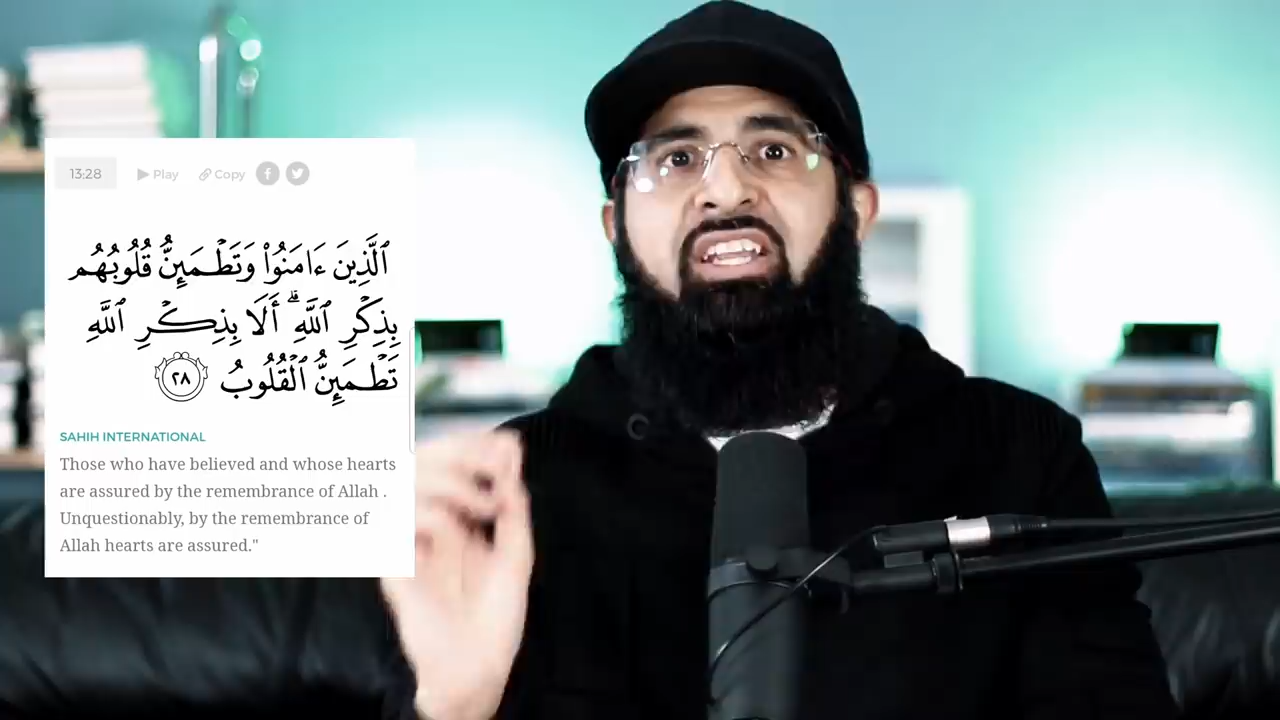 13:28 Play Copy
ٱلَّذِينَ ءَامَنُوا۟ وَتَطْمَئِنُّ قُلُوبُهُم
بِذِكْرِ ٱللَّهِ ۗ أَلَا بِذِكْرِ ٱللَّهِ
تَطْمَئِنُّ ٱلْقُلُوبُ ٢٨
SAHIH INTERNATIONAL
Those who have believed and whose hearts
are assured by the remembrance of Allah .
Unquestionably, by the remembrance of
Allah hearts are assured."